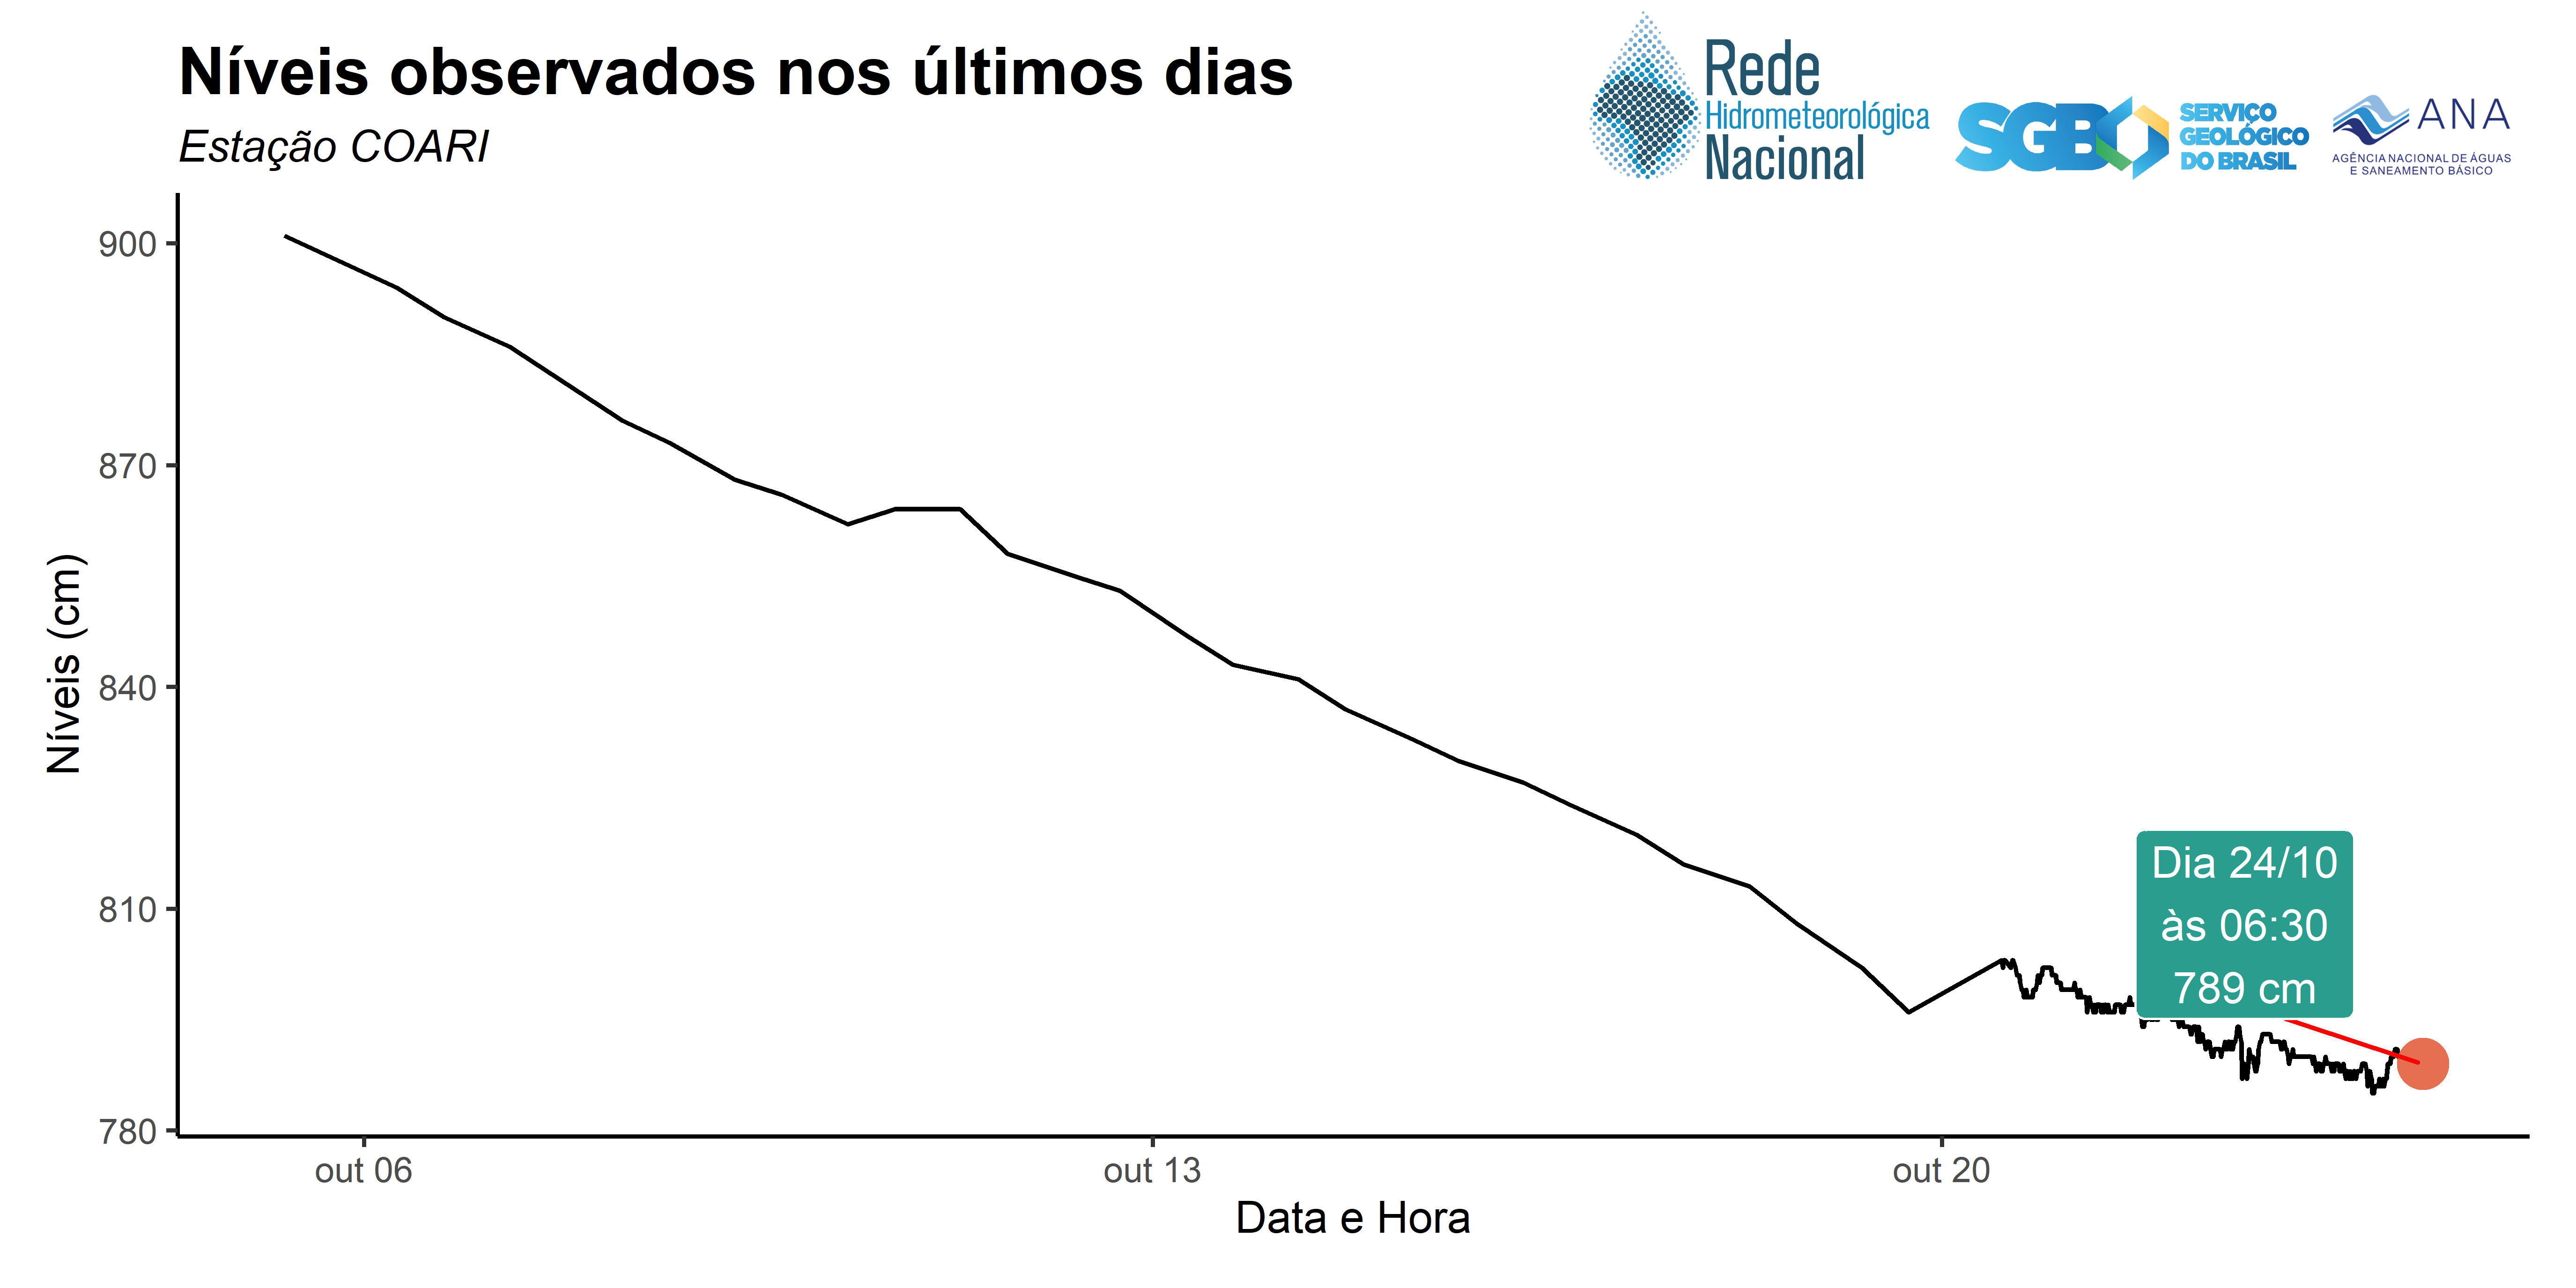 Níveis observados nos últimos dias
Estação COARI
Rede
Hidrometeorológica
Nacional
SGB
SERVIÇO
GEOLÓGICO
DO BRASIL
ANA
AGÊNCIA NACIONAL DE ÁGUAS
E SANEAMENTO BÁSICO
Níveis (cm)
900
870
840
810
780
Dia 24/10
às 06:30
789 cm
out 06
out 13
out 20
Data e Hora